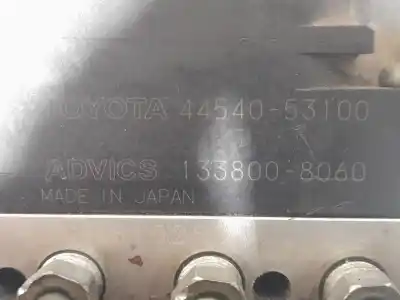 TOYOTA 44540-53100
ADVICS 133800-8060
MADE IN JAPAN